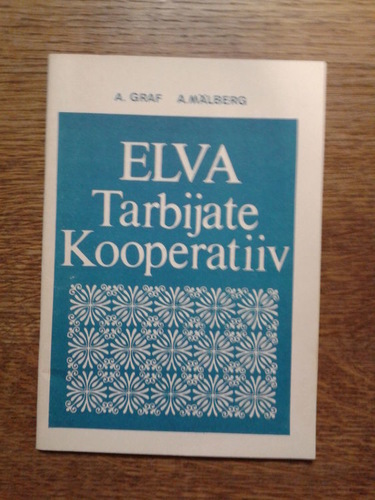 A. GRAF A. MÄLBERG
ELVA
Tarbijate
Kooperatiiv